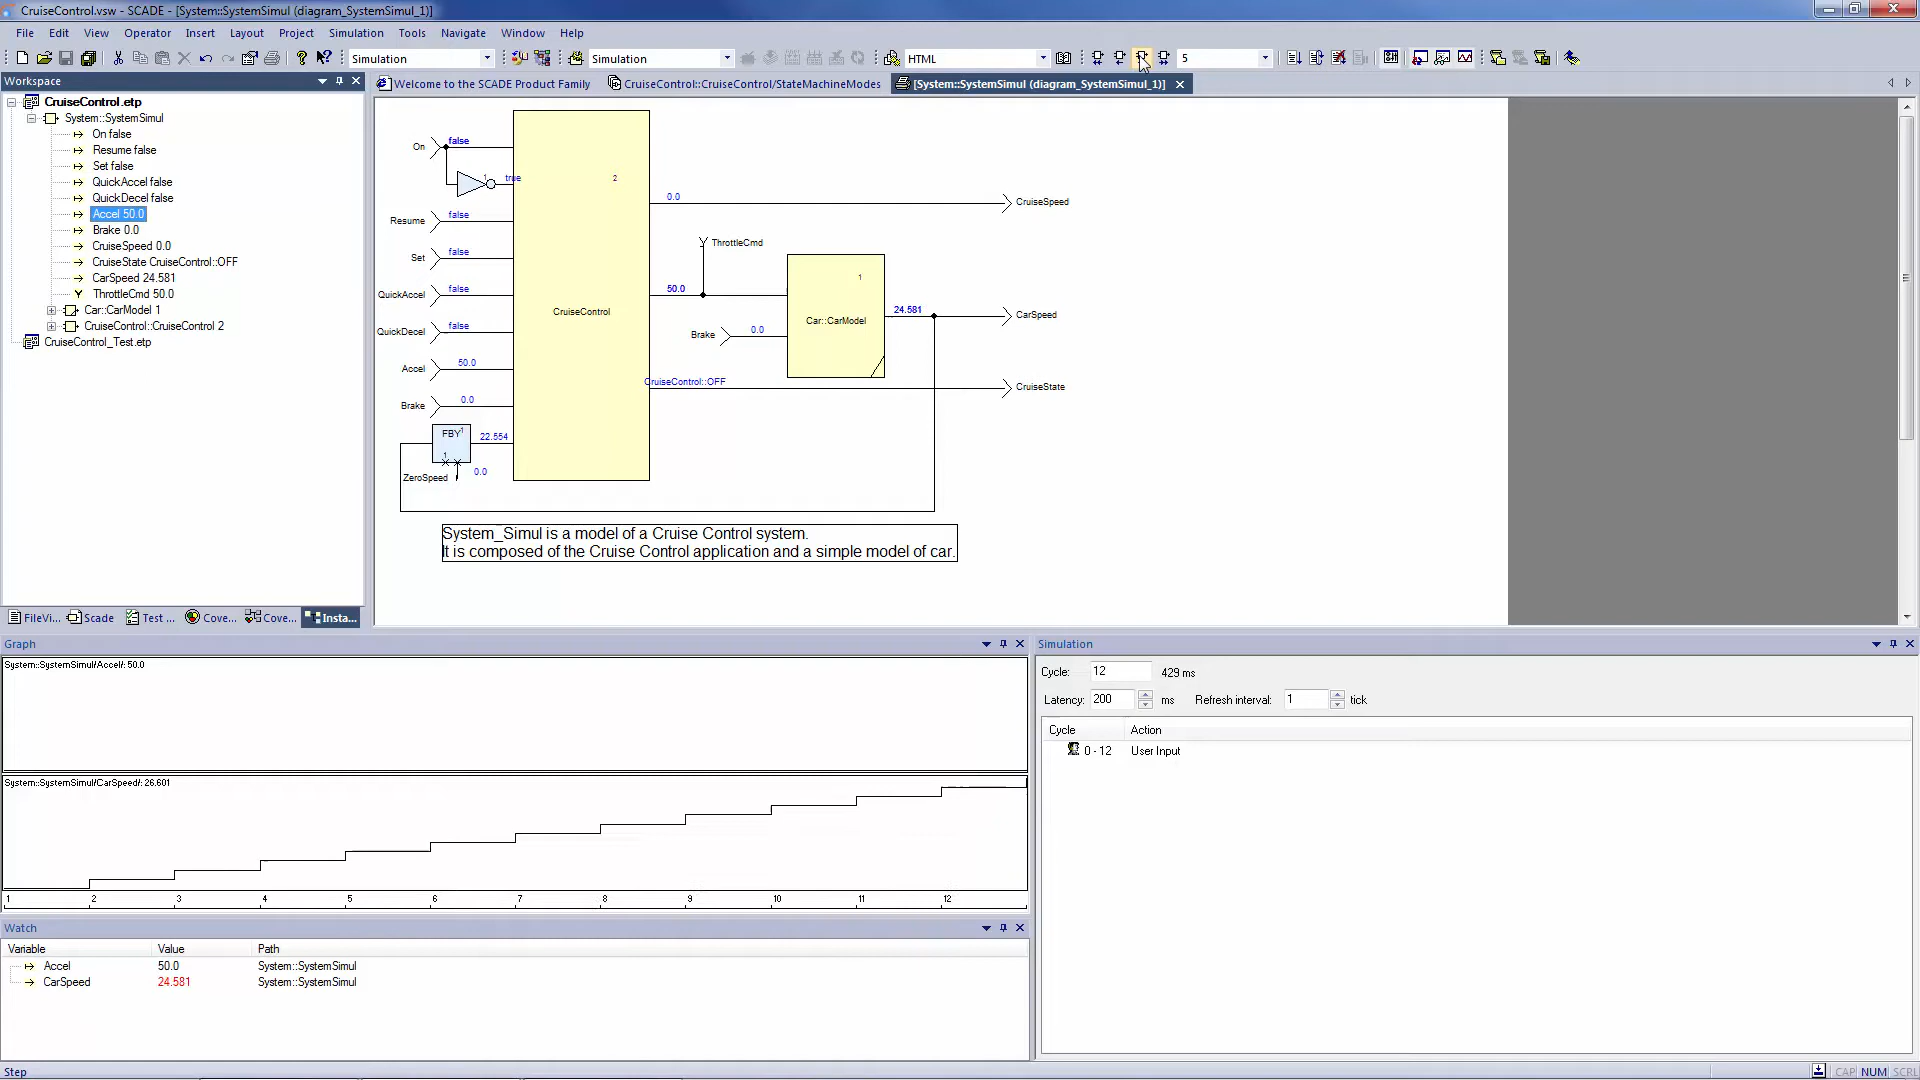 CruiseControl.vsw - SCADE - [System::SystemSimul (diagram_SystemSimul_1)]
File Edit View Operator Insert Layout Project Simulation Tools Navigate Window Help
Simulation Simulation HTML 5
Workspace
Welcome to the SCADE Product Family CruiseControl::CruiseControl/StateMachineModes [System::SystemSimul (diagram_SystemSimul_1)]
CruiseControl.etp
System::SystemSimul
On false
Resume false
Set false
QuickAccel false
QuickDecel false
Accel 50.0
Brake 0.0
CruiseSpeed 0.0
CruiseState CruiseControl::OFF
CarSpeed 24.581
ThrottleCmd 50.0
Car::CarModel 1
CruiseControl::CruiseControl 2
CruiseControl_Test.etp
FileVi... Scade Test ... Cove... Cove... Insta...
On false
1 true
2
0.0 CruiseSpeed
Resume false
ThrottleCmd
Set false
1
QuickAccel false
50.0
CruiseControl
Car::CarModel
24.581 CarSpeed
QuickDecel false
Brake 0.0
Accel 50.0
CruiseControl::OFF CruiseState
Brake 0.0
FBY 1 22.554
1
ZeroSpeed 0.0
System_Simul is a model of a Cruise Control system.
It is composed of the Cruise Control application and a simple model of car.
Graph
System::SystemSimul/Accel/: 50.0
System::SystemSimul/CarSpeed/: 26.601
1 2 3 4 5 6 7 8 9 10 11 12
Simulation
Cycle: 12 429 ms
Latency: 200 ms Refresh interval: 1 tick
Cycle Action
0 - 12 User Input
Watch
Variable Value Path
Accel 50.0 System::SystemSimul
CarSpeed 24.581 System::SystemSimul
Step
CAP NUM SCRL